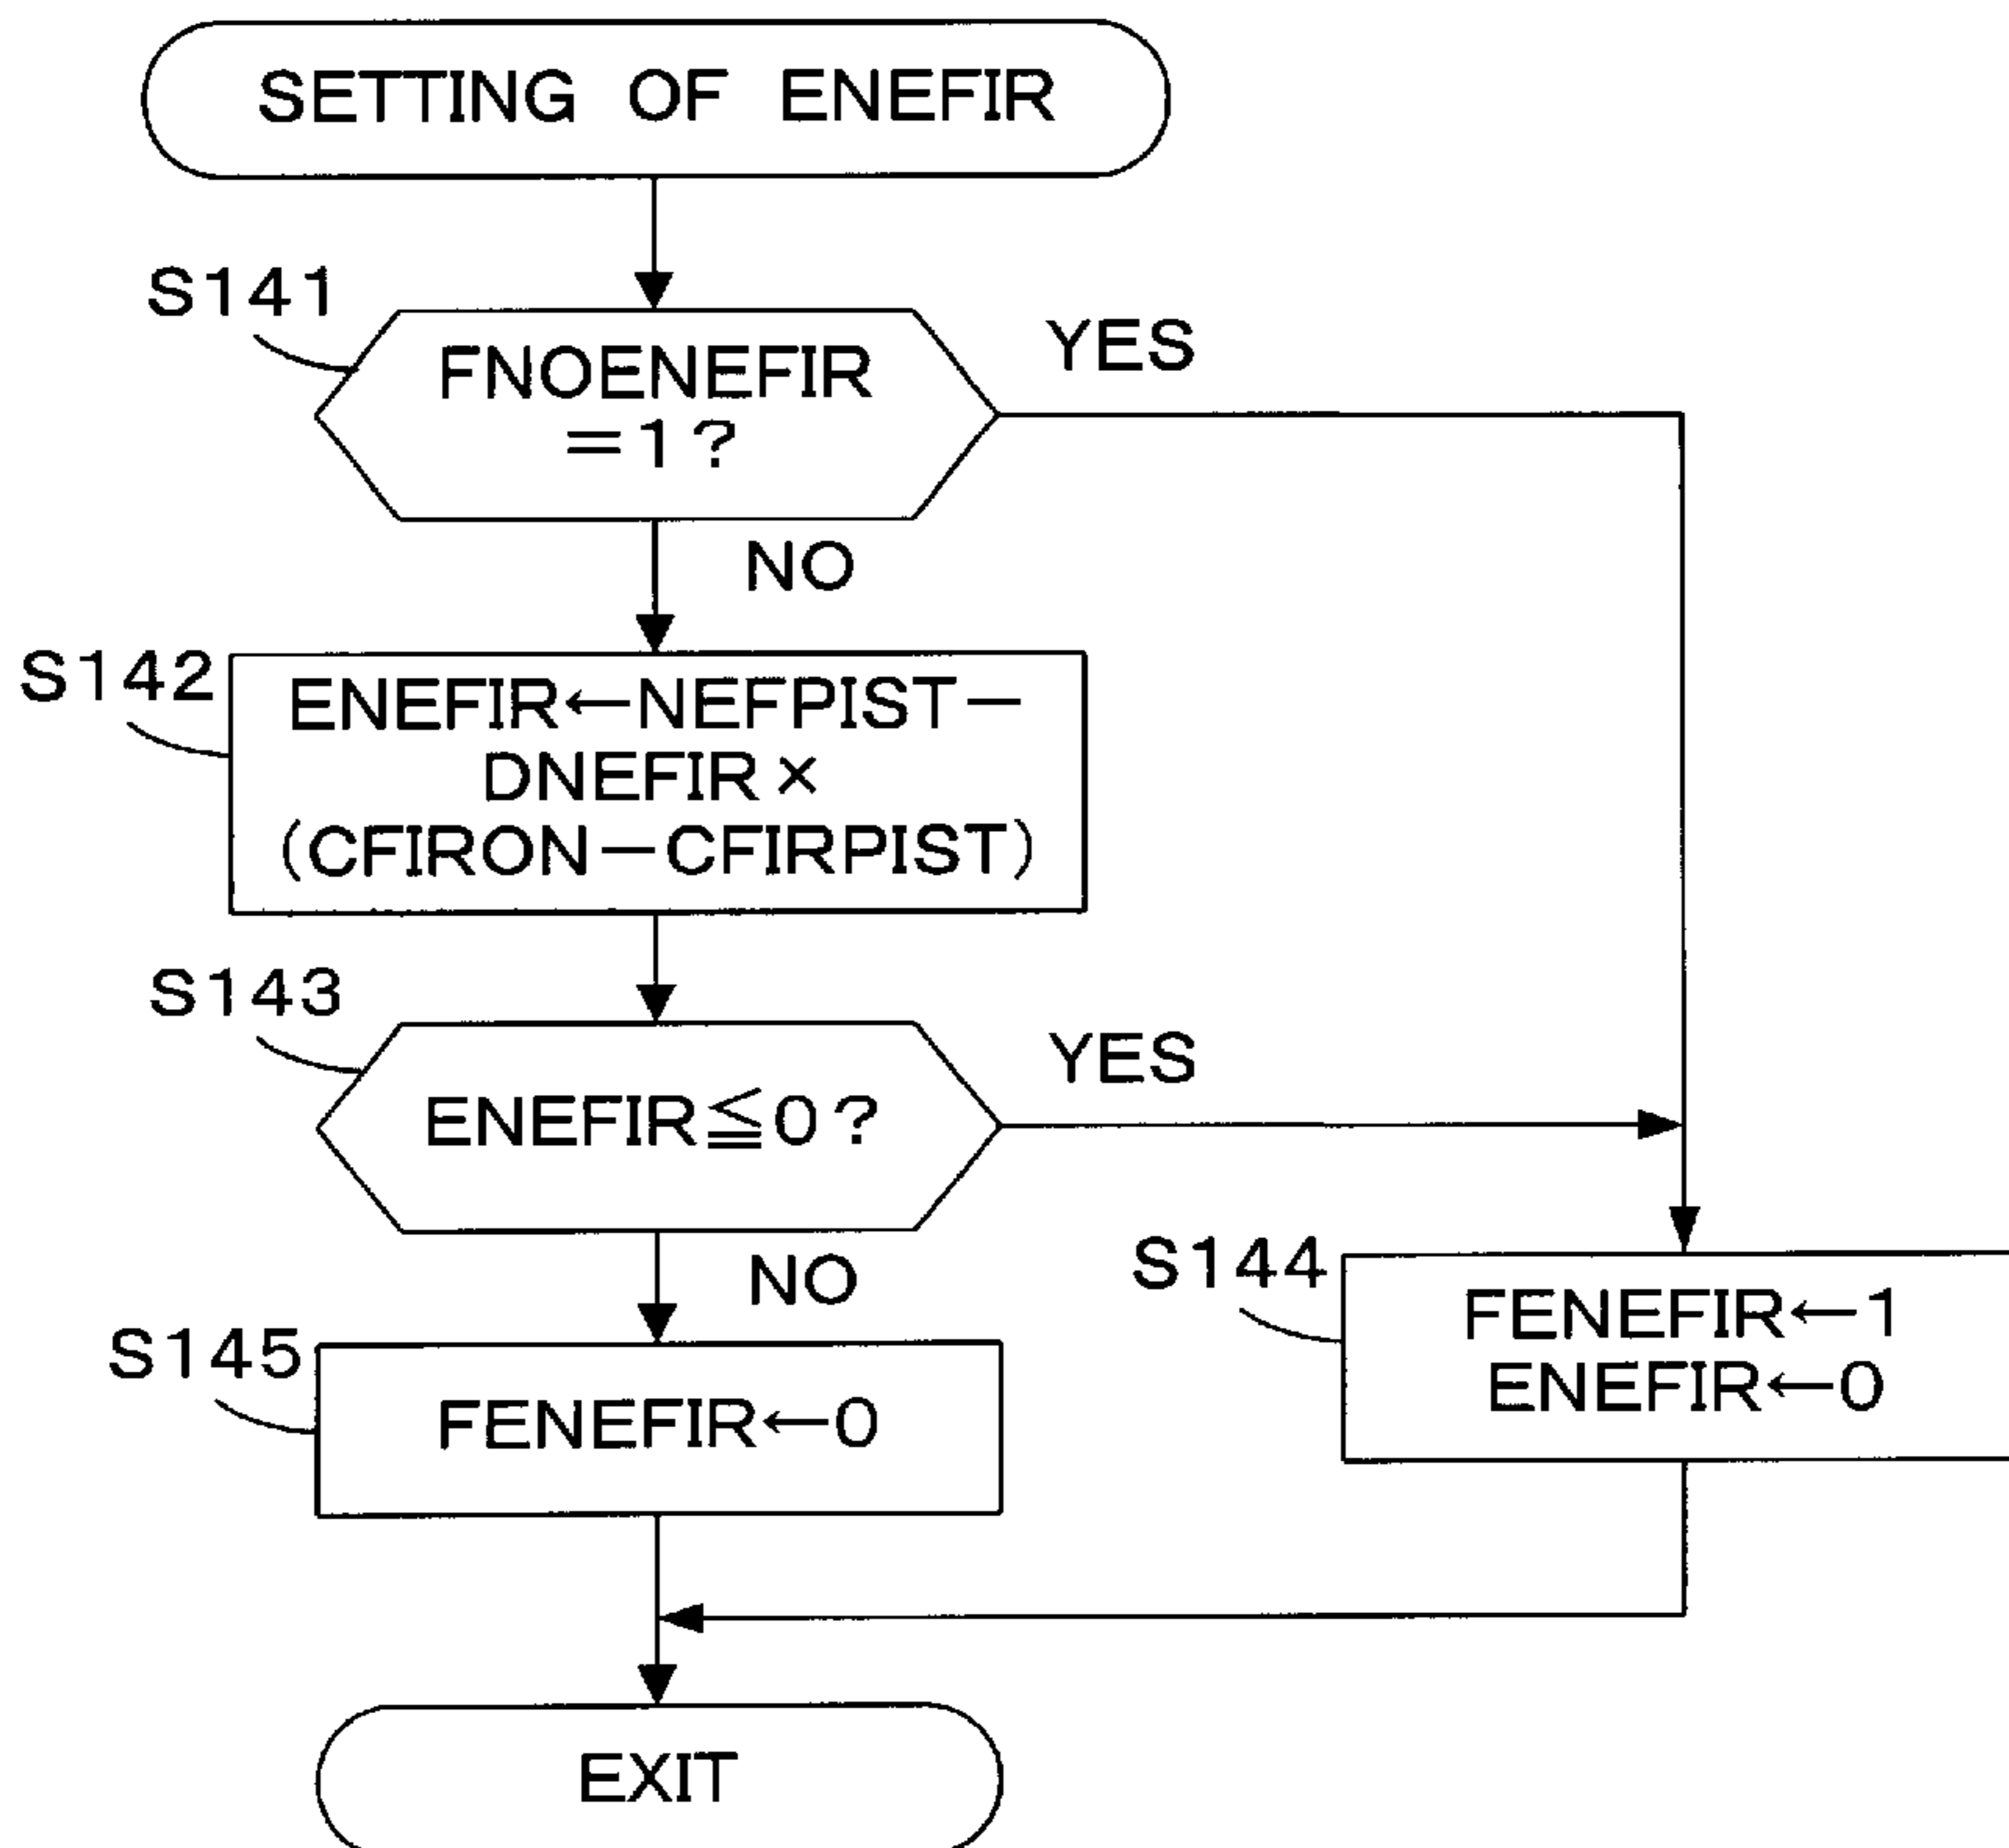 SETTING OF ENEFIR
S141
FNOENEFIR
=1?
YES
NO
S142
ENEFIR←NEFPIST−
DNEFIR×
(CFIRON−CFIRPIST)
S143
ENEFIR≦0?
YES
NO
S144
FENEFIR←1
ENEFIR←0
S145
FENEFIR←0
EXIT